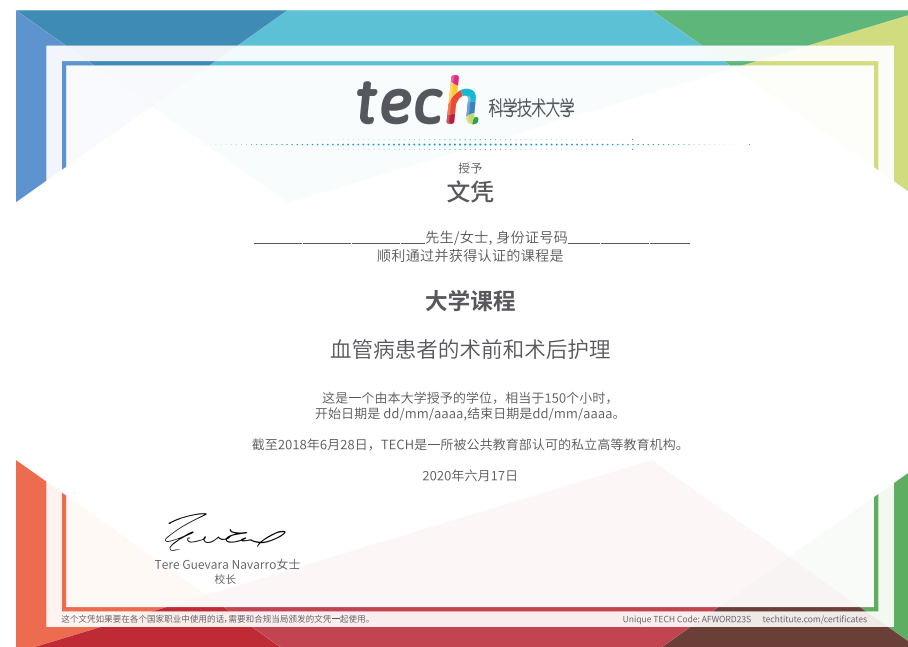 tech 科学技术大学
授予
文凭
先生/女士, 身份证号码
顺利通过并获得认证的课程是
大学课程
血管病患者的术前和术后护理
这是一个由本大学授予的学位，相当于150个小时，
开始日期是 dd/mm/aaaa,结束日期是dd/mm/aaaa。
截至2018年6月28日，TECH是一所被公共教育部认可的私立高等教育机构。
2020年六月17日
Tere Guevara Navarro女士
校长
这个文凭如果要在各个国家职业中使用的话,需要和合规当局颁发的文凭一起使用。
Unique TECH Code: AFWORD23S techtitute.com/certificates